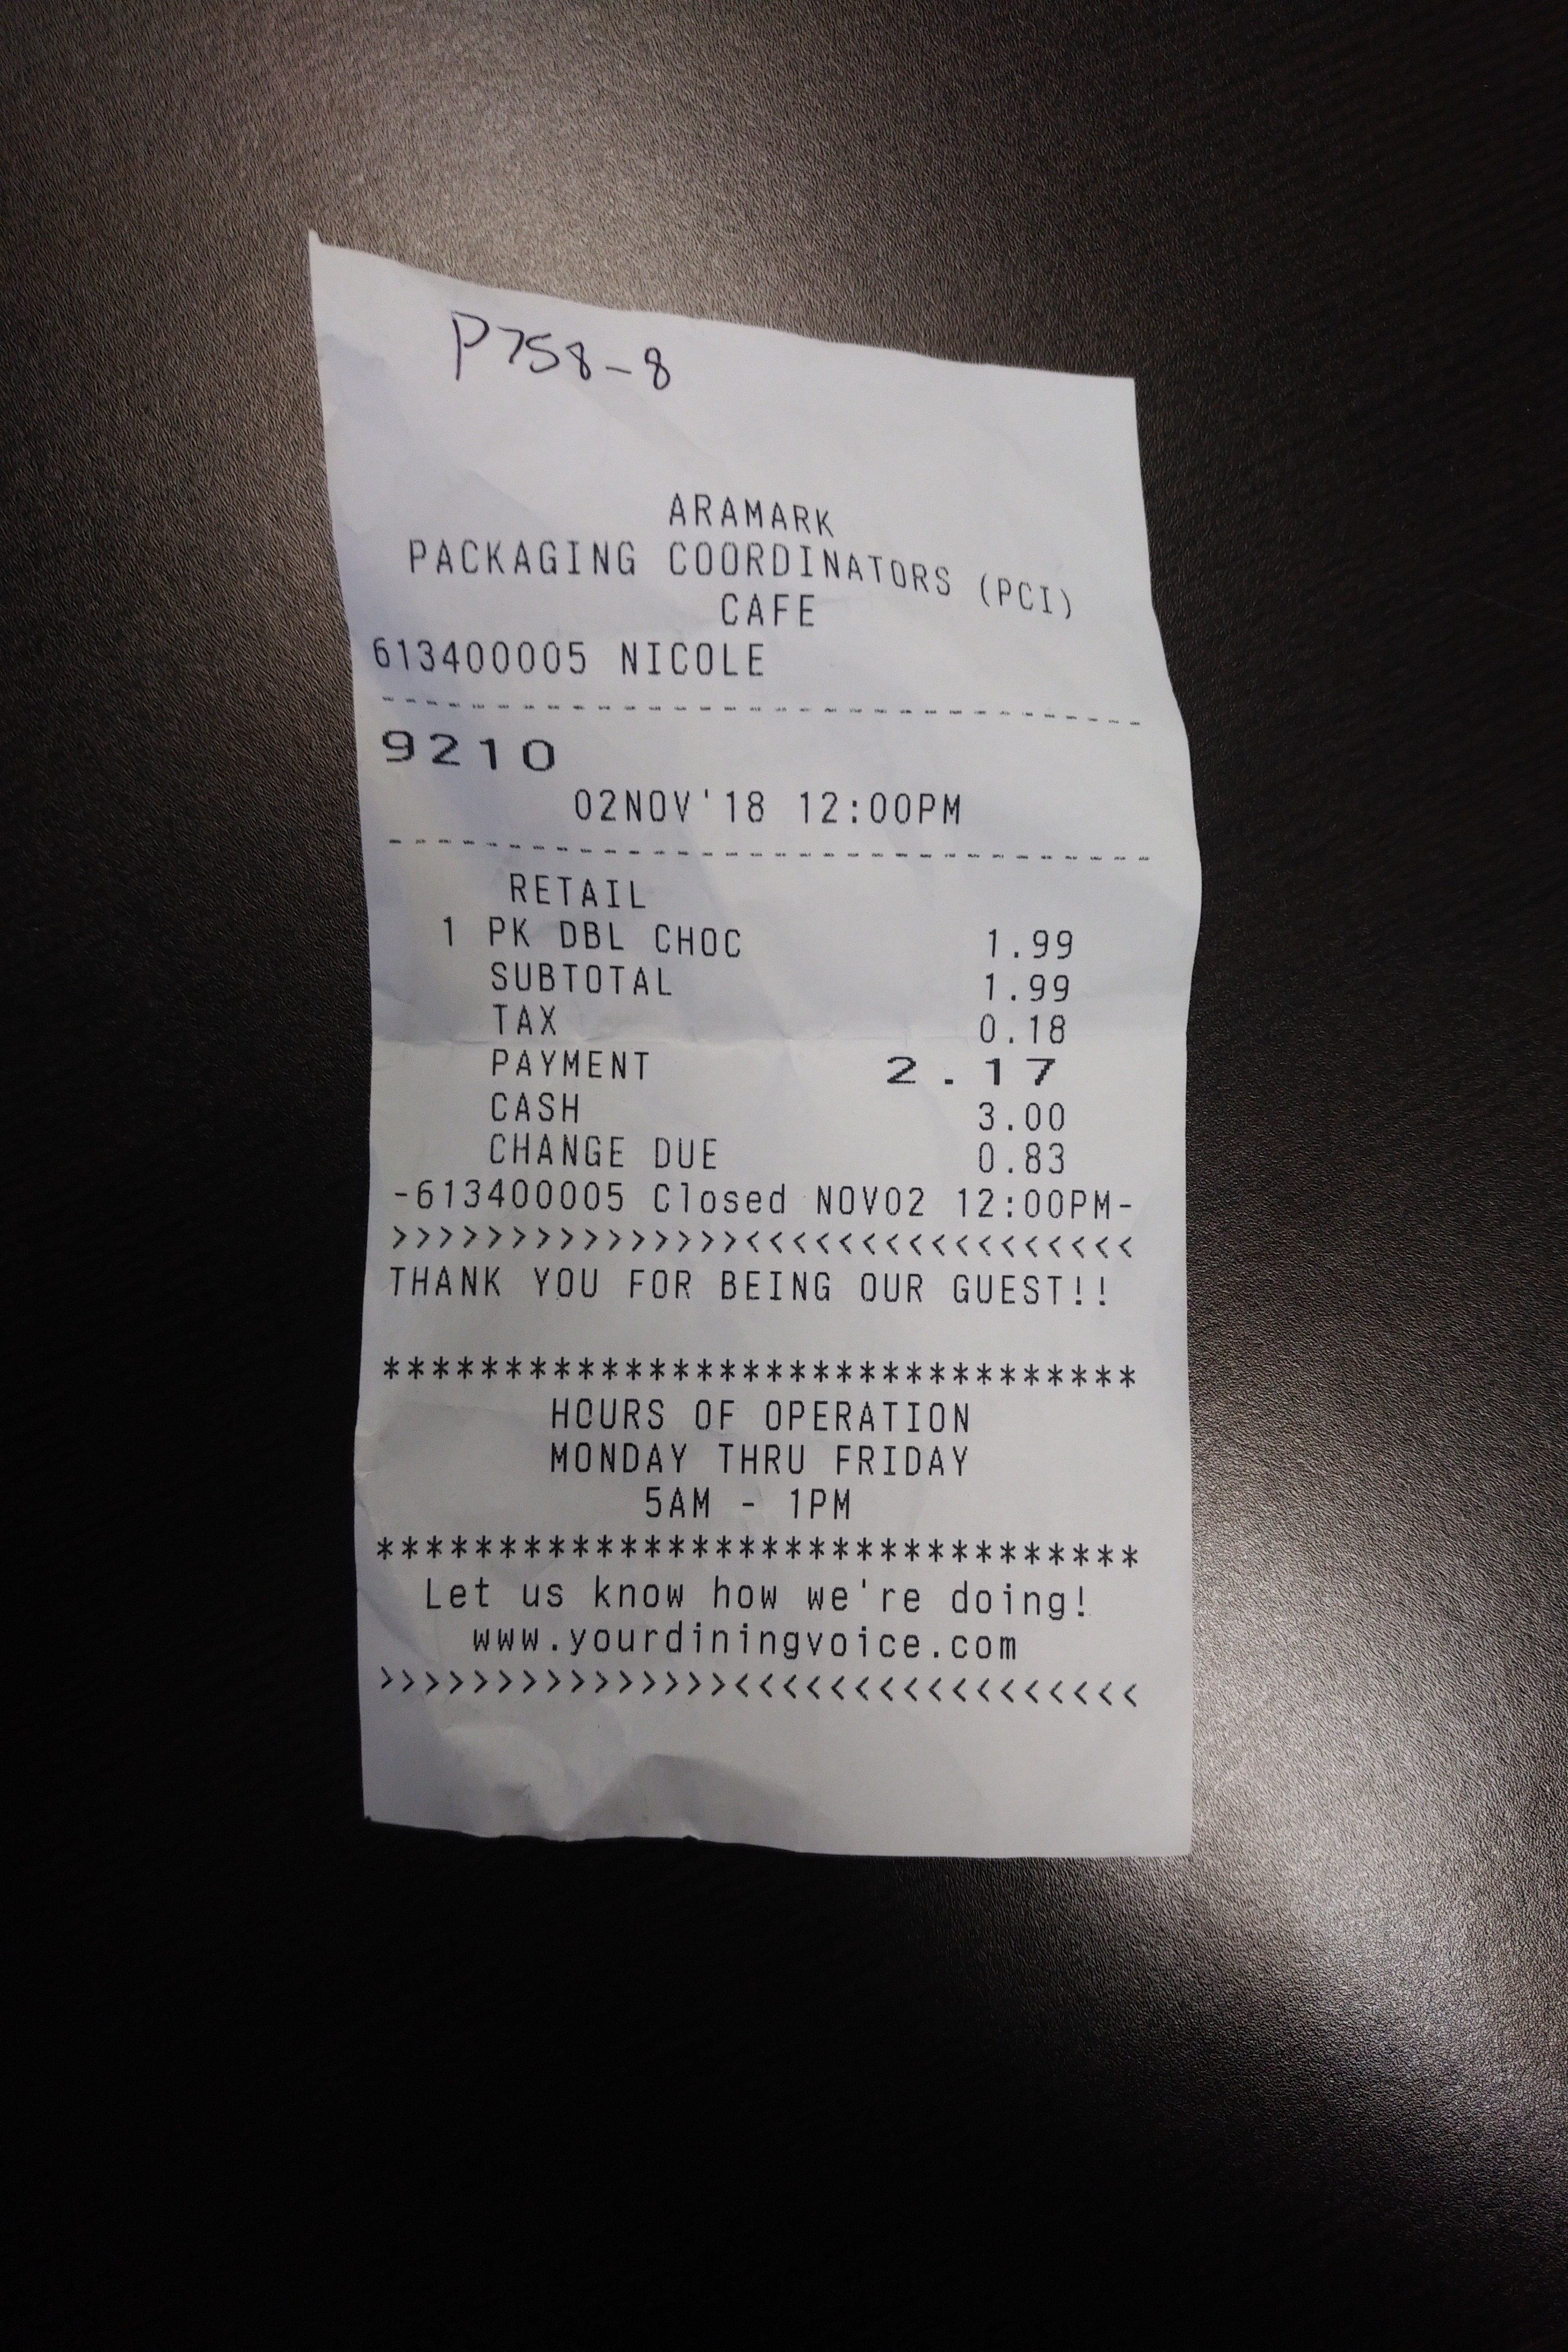 P758-8
ARAMARK
PACKAGING COORDINATORS (PCI)
CAFE
613400005 NICOLE
--------------------------------
9210
02NOV'18 12:00PM
--------------------------------
RETAIL
1 PK DBL CHOC 1.99
SUBTOTAL 1.99
TAX 0.18
PAYMENT 2.17
CASH 3.00
CHANGE DUE 0.83
-613400005 Closed NOV02 12:00PM-
>>>>>>>>>>>>>>><<<<<<<<<<<<<<<<<
THANK YOU FOR BEING OUR GUEST!!
*******************************
HOURS OF OPERATION
MONDAY THRU FRIDAY
5AM - 1PM
*******************************
Let us know how we're doing!
www.yourdiningvoice.com
>>>>>>>>>>>>>>><<<<<<<<<<<<<<<<<